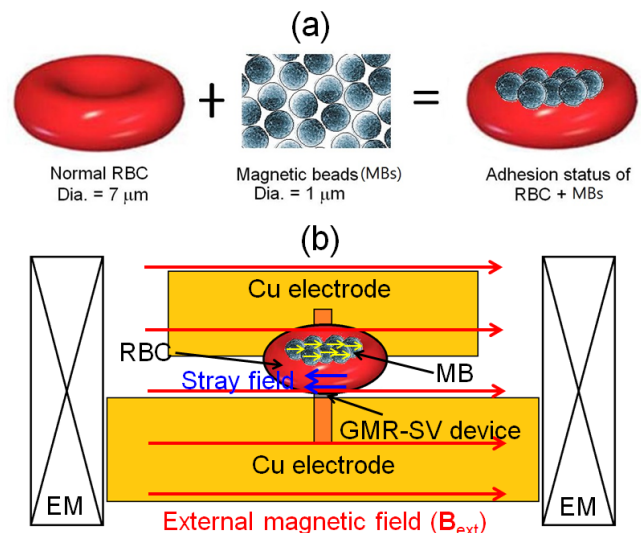 (a)
+
=
Normal RBC
Dia. = 7 μm
Magnetic beads(MBs)
Dia. = 1 μm
Adhesion status of
RBC + MBs
(b)
Cu electrode
RBC
MB
Stray field
GMR-SV device
Cu electrode
EM
EM
External magnetic field (Bext)